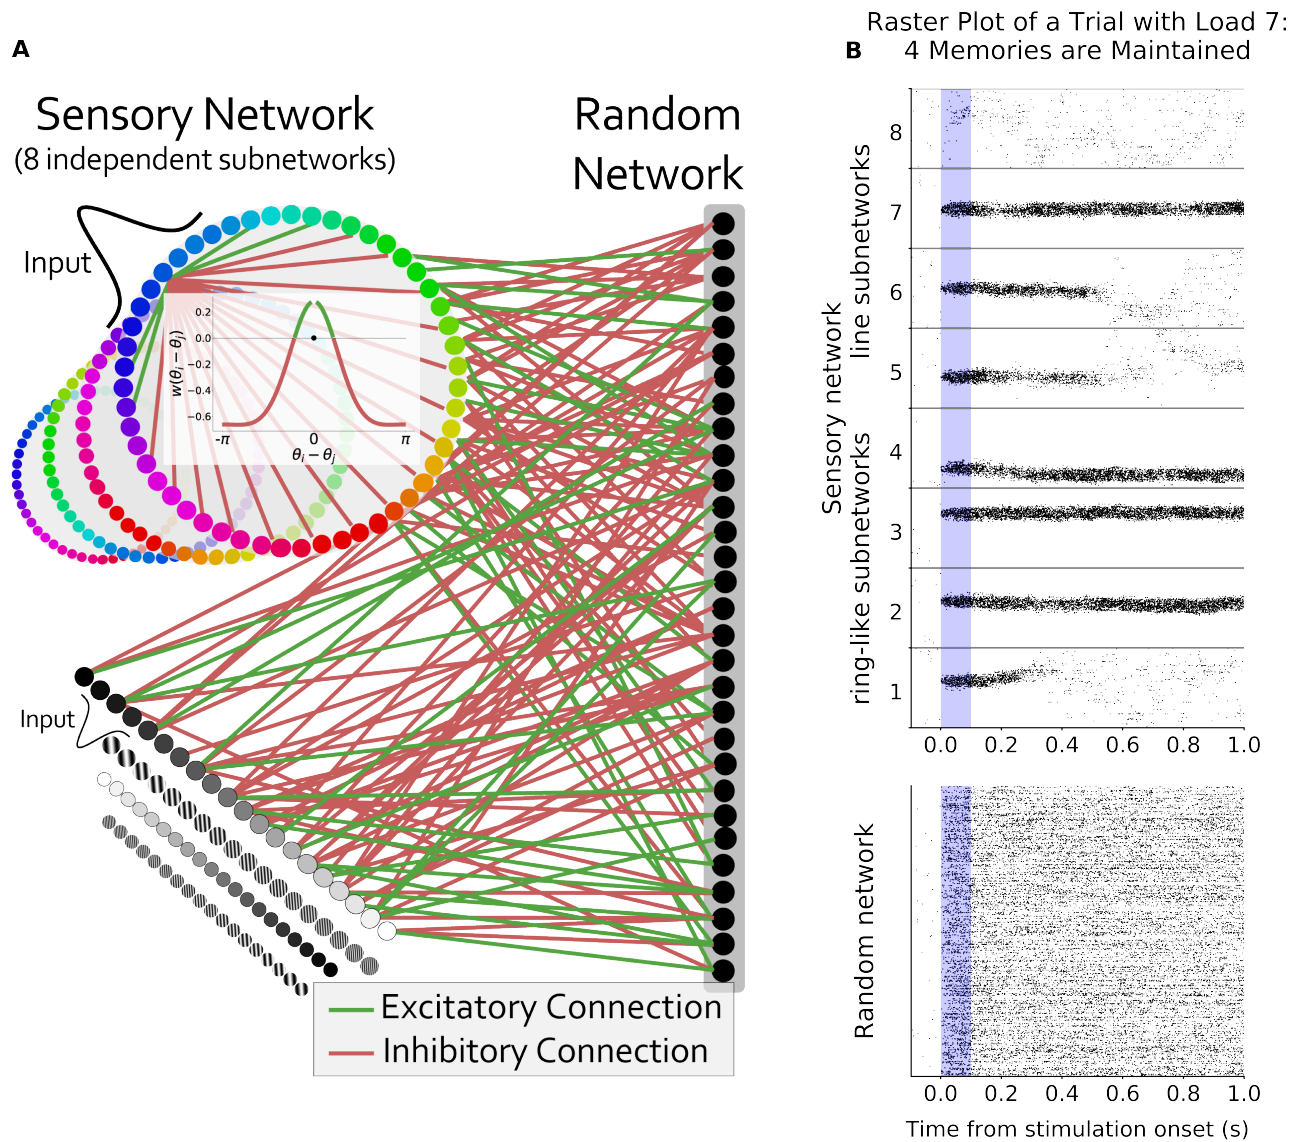 A
Sensory Network
(8 independent subnetworks)
Input
Random
Network
0.2
0.0
−0.2
−0.4
−0.6
w(θi − θj)
-π
0
π
θi − θj
Input
Excitatory Connection
Inhibitory Connection
Raster Plot of a Trial with Load 7:
B
4 Memories are Maintained
Sensory network
line subnetworks
ring-like subnetworks
8
7
6
5
4
3
2
1
0.0 0.2 0.4 0.6 0.8 1.0
Random network
0.0 0.2 0.4 0.6 0.8 1.0
Time from stimulation onset (s)